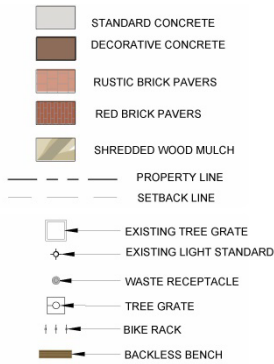 STANDARD CONCRETE
DECORATIVE CONCRETE
RUSTIC BRICK PAVERS
RED BRICK PAVERS
SHREDDED WOOD MULCH
PROPERTY LINE
SETBACK LINE
EXISTING TREE GRATE
EXISTING LIGHT STANDARD
WASTE RECEPTACLE
TREE GRATE
BIKE RACK
BACKLESS BENCH